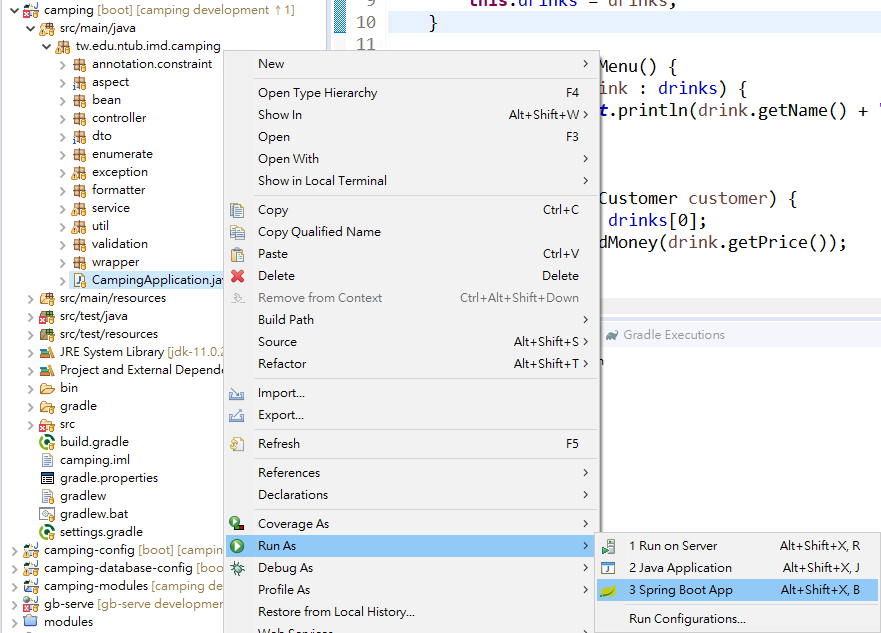 camping [boot] [camping development ↑1]
src/main/java
tw.edu.ntub.imd.camping
annotation.constraint
aspect
bean
controller
dto
enumerate
exception
formatter
service
util
validation
wrapper
CampingApplication.ja
src/main/resources
src/test/java
src/test/resources
JRE System Library [jdk-11.0.2
Project and External Depende
bin
gradle
src
build.gradle
camping.iml
gradle.properties
gradlew
gradlew.bat
settings.gradle
camping-config [boot] [campin
camping-database-config [boo
camping-modules [camping de
gb-serve [gb-serve developmer
modules
9 this.drinks = drinks;
10 }
11
Menu() {
ink : drinks) {
t.println(drink.getName() + "
Customer customer) {
drinks[0];
dMoney(drink.getPrice());
Gradle Executions
New
Open Type Hierarchy F4
Show In Alt+Shift+W
Open F3
Open With
Show in Local Terminal
Copy Ctrl+C
Copy Qualified Name
Paste Ctrl+V
Delete Delete
Remove from Context Ctrl+Alt+Shift+Down
Build Path
Source Alt+Shift+S
Refactor Alt+Shift+T
Import...
Export...
Refresh F5
References
Declarations
Coverage As
Run As
Debug As
Profile As
Restore from Local History...
Web Services
1 Run on Server Alt+Shift+X, R
2 Java Application Alt+Shift+X, J
3 Spring Boot App Alt+Shift+X, B
Run Configurations...